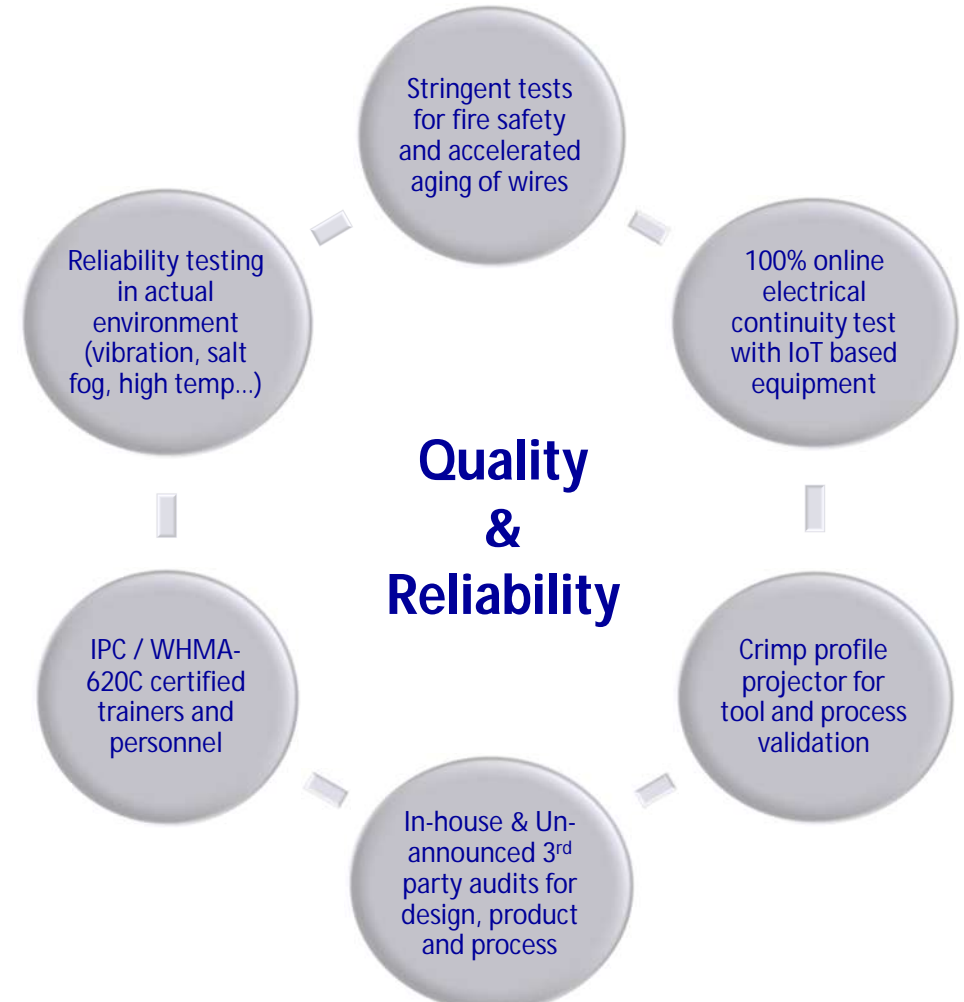 Stringent tests
for fire safety
and accelerated
aging of wires
100% online
electrical
continuity test
with IoT based
equipment
Crimp profile
projector for
tool and process
validation
In-house & Un-
announced 3rd
party audits for
design, product
and process
IPC / WHMA-
620C certified
trainers and
personnel
Reliability testing
in actual
environment
(vibration, salt
fog, high temp...)
Quality
&
Reliability